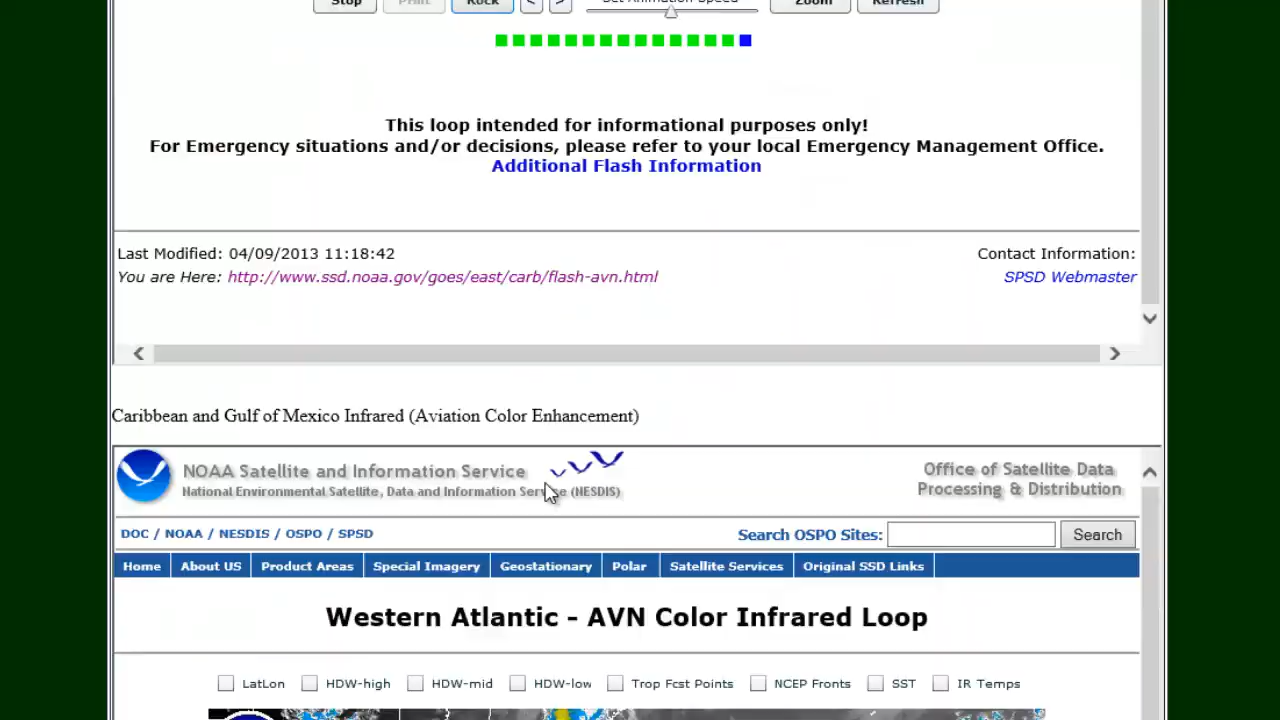 Stop Print Rock < > Set Animation Speed Zoom Refresh
This loop intended for informational purposes only!
For Emergency situations and/or decisions, please refer to your local Emergency Management Office.
Additional Flash Information
Last Modified: 04/09/2013 11:18:42
Contact Information:
You are Here: http://www.ssd.noaa.gov/goes/east/carb/flash-avn.html
SPSD Webmaster
Caribbean and Gulf of Mexico Infrared (Aviation Color Enhancement)
NOAA Satellite and Information Service
National Environmental Satellite, Data and Information Service (NESDIS)
Office of Satellite Data
Processing & Distribution
DOC / NOAA / NESDIS / OSPO / SPSD
Search OSPO Sites: Search
Home About US Product Areas Special Imagery Geostationary Polar Satellite Services Original SSD Links
Western Atlantic - AVN Color Infrared Loop
LatLon HDW-high HDW-mid HDW-low Trop Fcst Points NCEP Fronts SST IR Temps